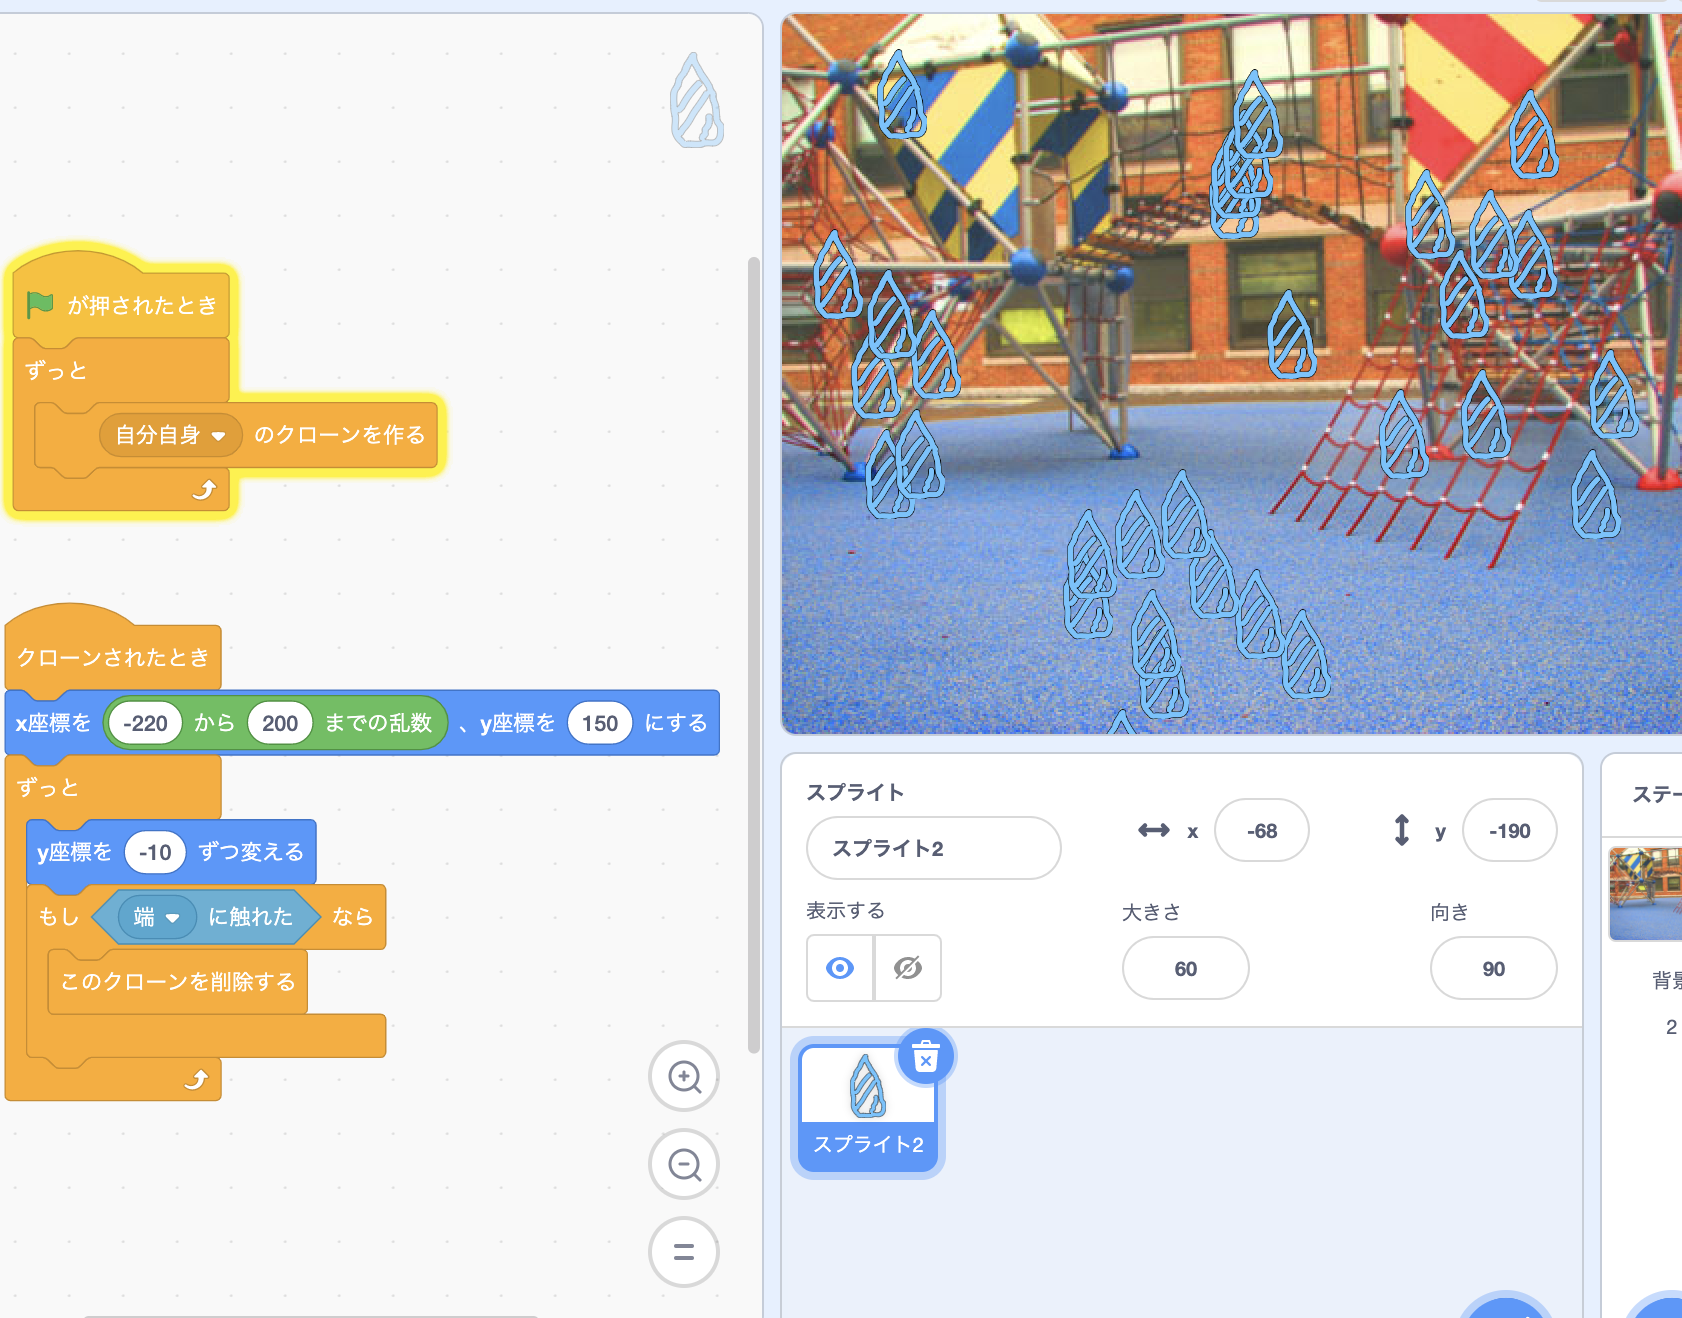 が押されたとき
ずっと
自分自身 のクローンを作る
クローンされたとき
x座標を -220 から 200 までの乱数 、y座標を 150 にする
ずっと
y座標を -10 ずつ変える
もし 端 に触れた なら
このクローンを削除する
スプライト
スプライト2
x -68
y -190
表示する
大きさ
60
向き
90
スプライト2
ステー
背景
2